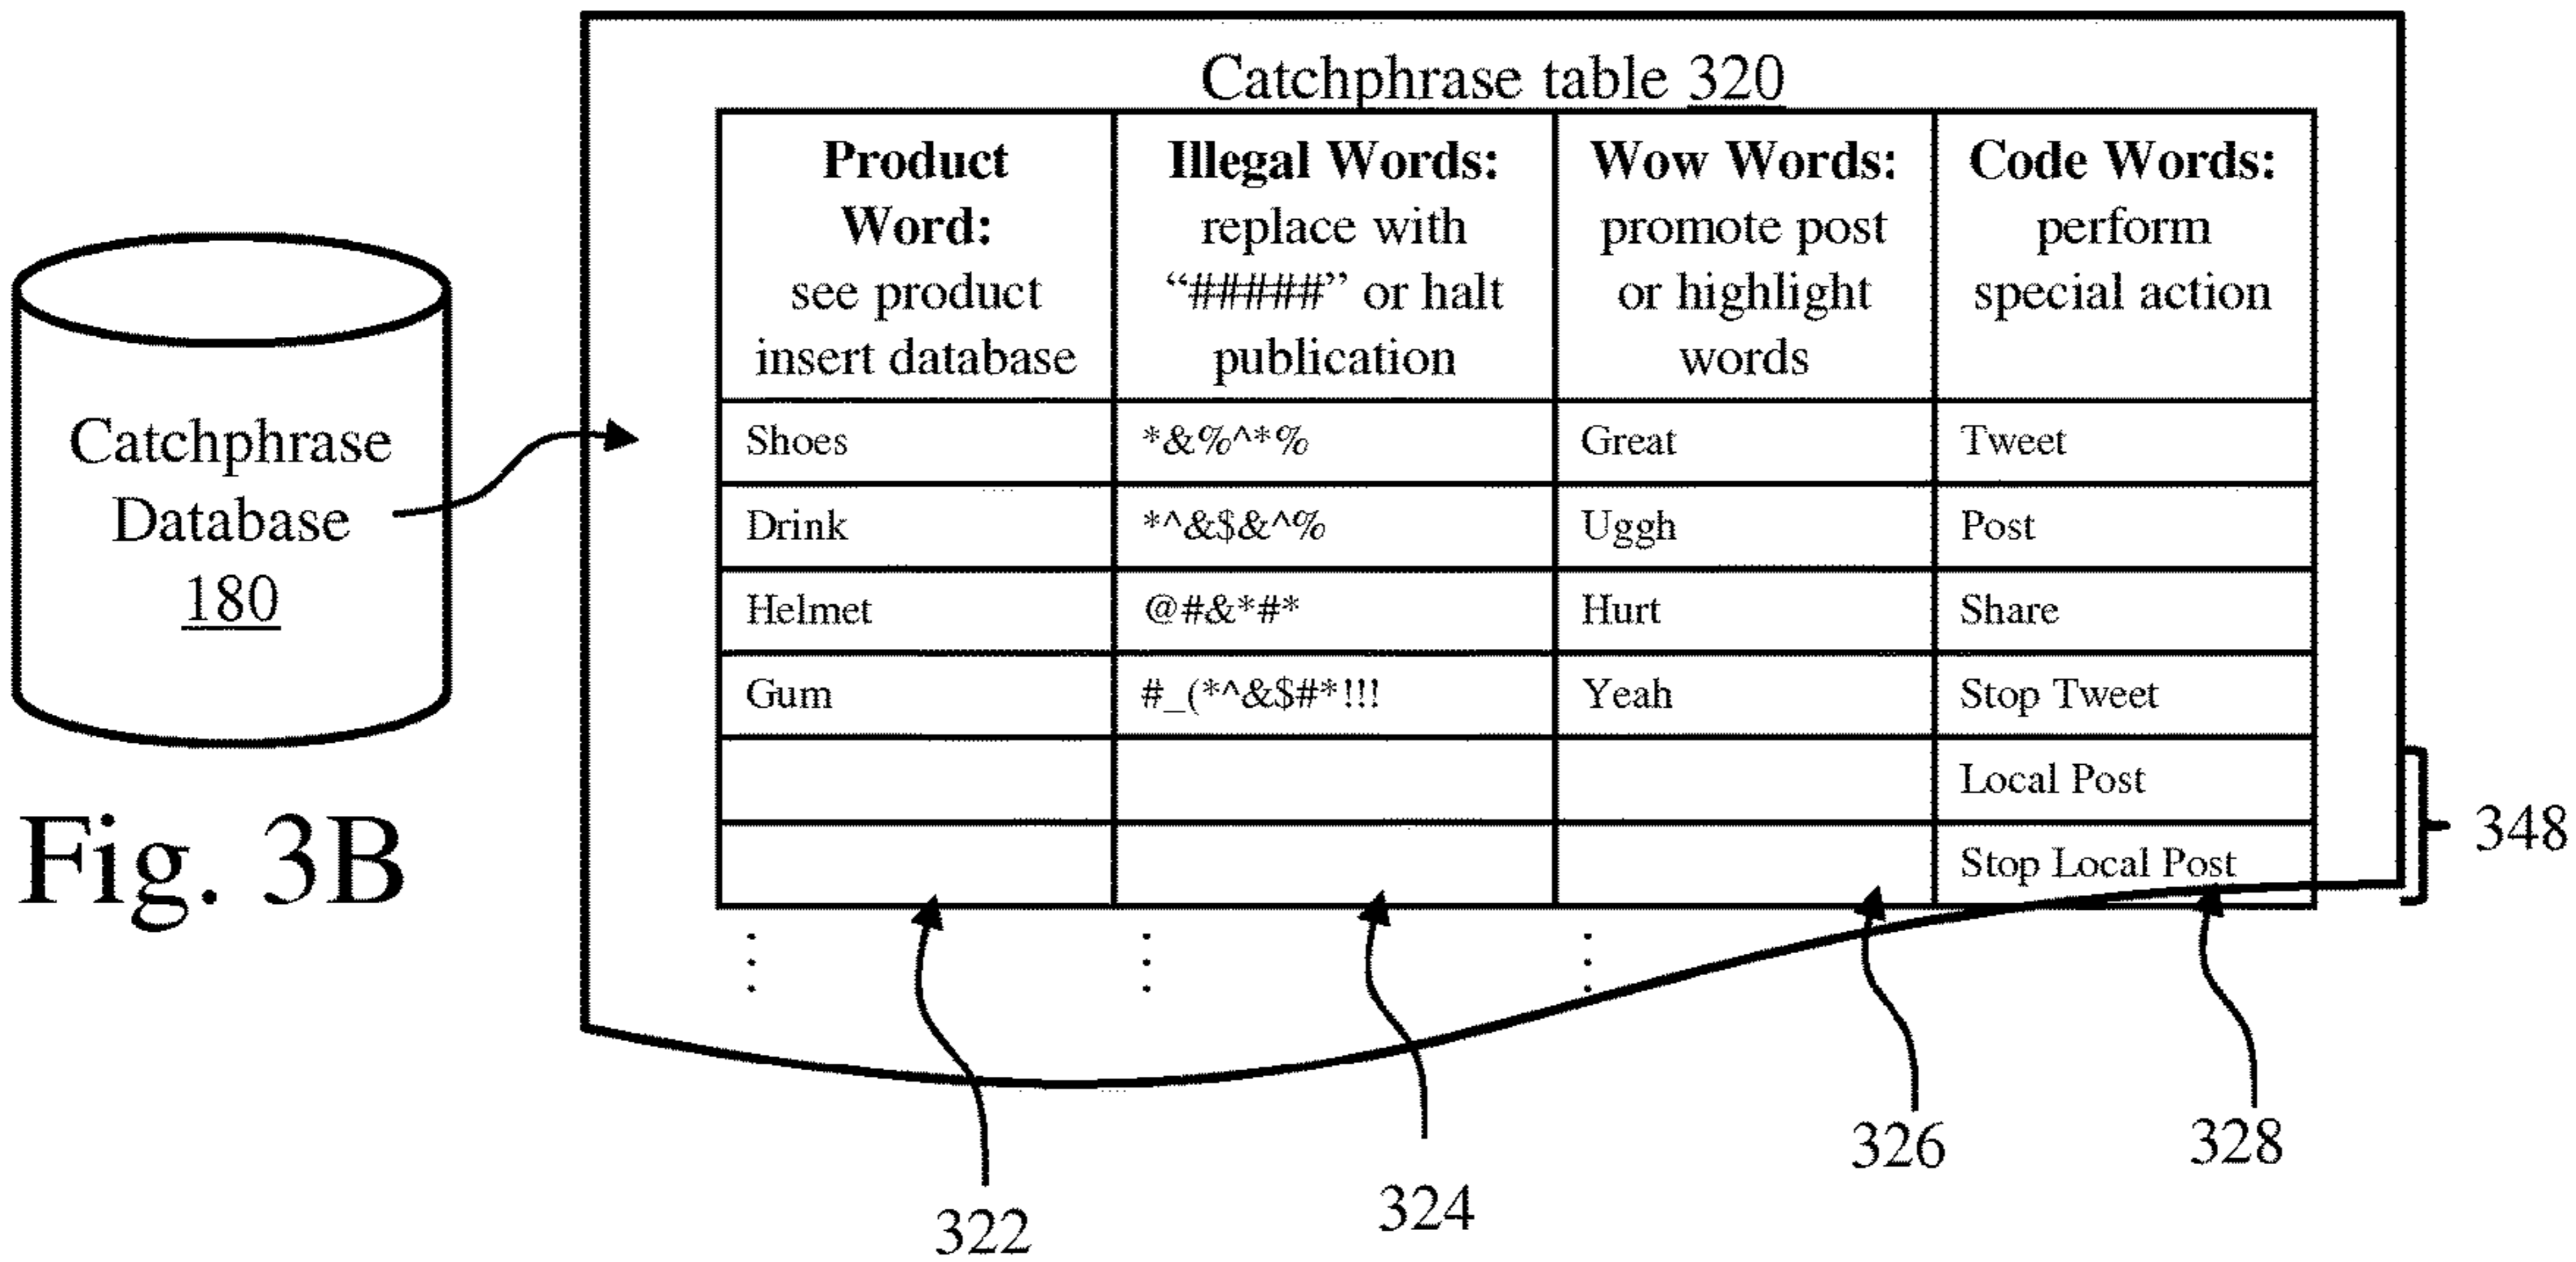 Catchphrase table 320
Product
Word:
see product
insert database
Illegal Words:
replace with
“#####” or halt
publication
Wow Words:
promote post
or highlight
words
Code Words:
perform
special action
Shoes
*&%^*%
Great
Tweet
Drink
*^&$&^%
Uggh
Post
Helmet
@#&*#*
Hurt
Share
Gum
#_(*^&$#*!!!
Yeah
Stop Tweet
Local Post
Stop Local Post
Catchphrase
Database
180
Fig. 3B
348
322
324
326
328